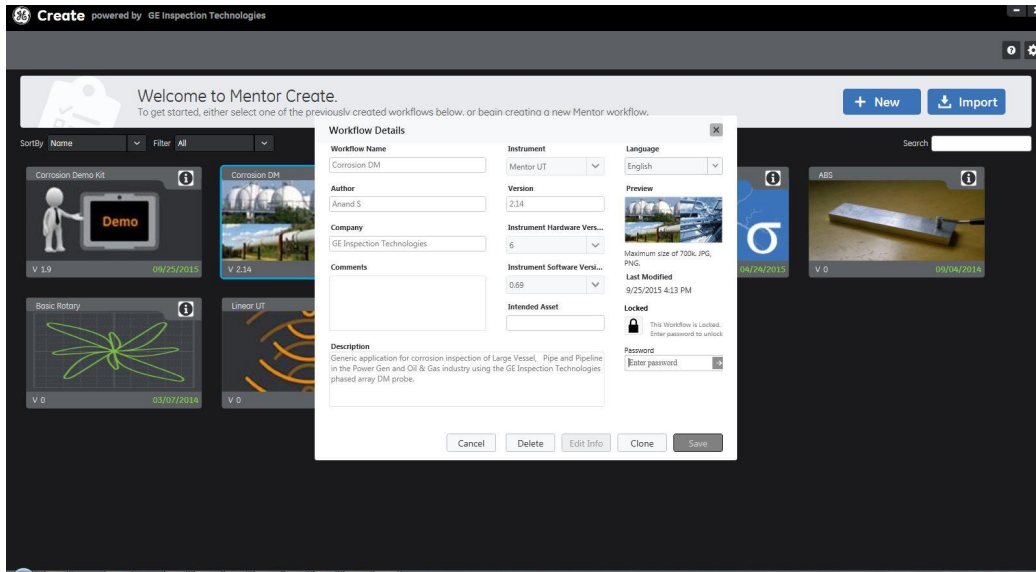 Create powered by GE Inspection Technologies
Welcome to Mentor Create.
To get started, either select one of the previously created workflows below, or begin creating a new Mentor workflow.
+ New
Import
SortBy Name
Filter All
Search
Corrosion Demo Kit
Demo
V 1.9 09/25/2015
Corrosion DM
V 2.14
04/24/2015
ABS
V 0 09/04/2014
Basic Rotary
V 0 03/07/2014
Linear UT
V 0
Workflow Details
Workflow Name
Corrosion DM
Author
Anand S
Company
GE Inspection Technologies
Comments
Instrument
Mentor UT
Version
2.14
Instrument Hardware Vers...
6
Instrument Software Versi...
0.69
Intended Asset
Language
English
Preview
Maximum size of 700k. JPG,
PNG.
Last Modified
9/25/2015 4:13 PM
Locked
This Workflow is Locked.
Enter password to unlock
Password
Enter password
Description
Generic application for corrosion inspection of Large Vessel, Pipe and Pipeline
in the Power Gen and Oil & Gas industry using the GE Inspection Technologies
phased array DM probe.
Cancel
Delete
Edit Info
Clone
Save